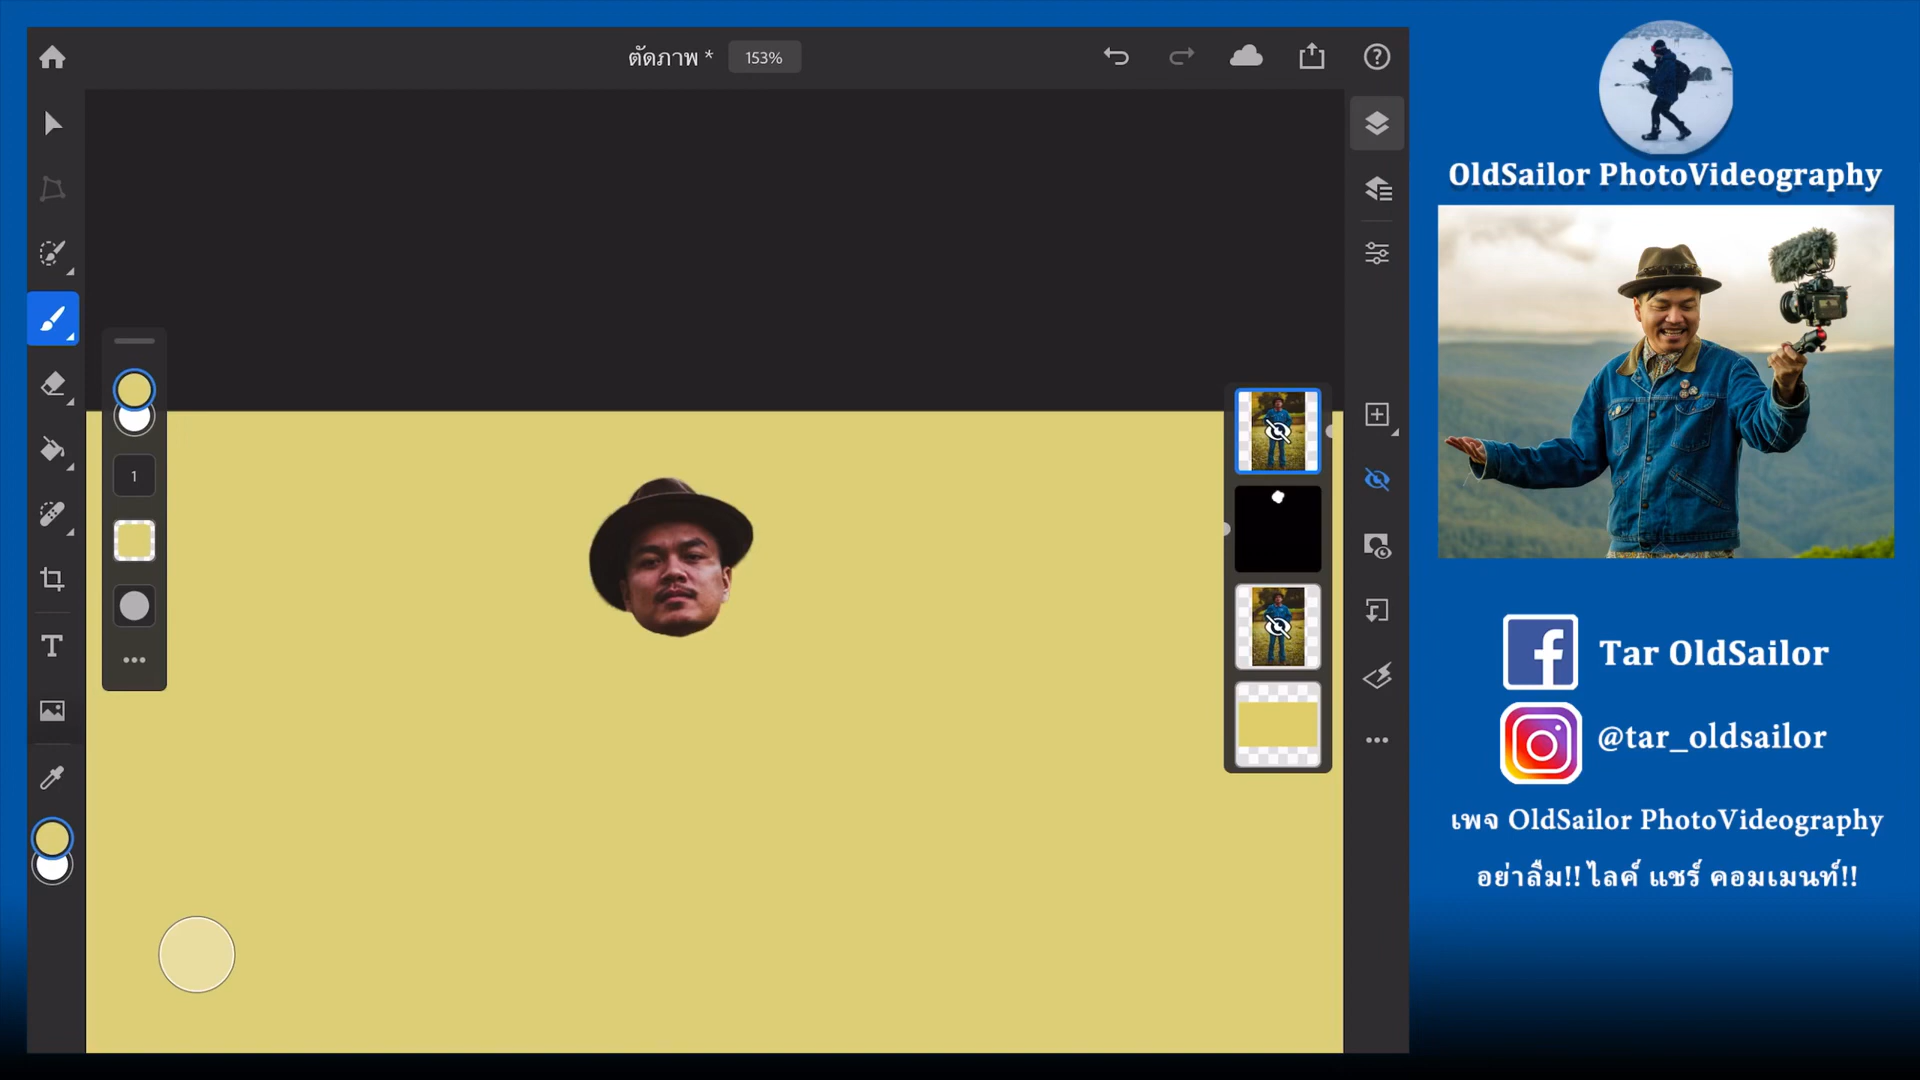 ตัดภาพ *
153%
1
OldSailor PhotoVideography
Tar OldSailor
@tar_oldsailor
เพจ OldSailor PhotoVideography
อย่าลืม!! ไลค์ แชร์ คอมเมนท์!!